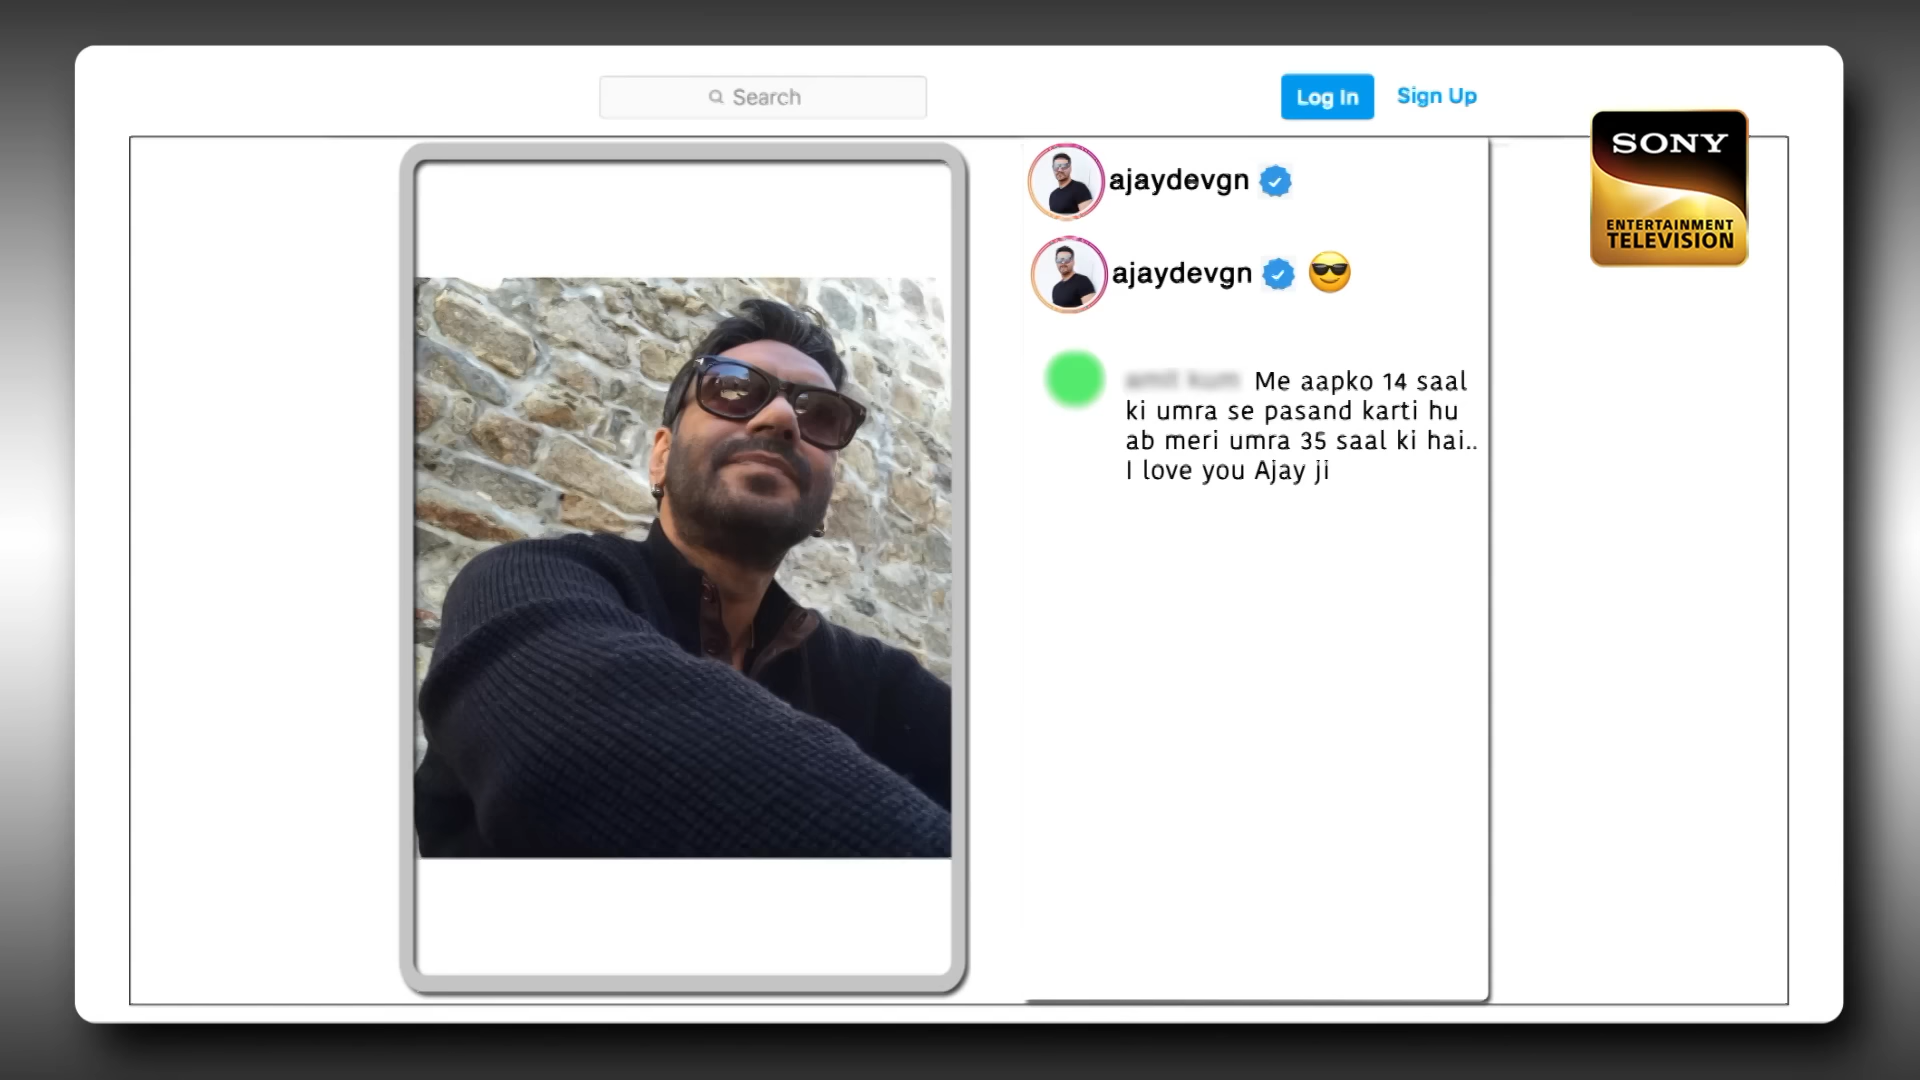 Search
Log In
Sign Up
SONY
ENTERTAINMENT
TELEVISION
ajaydevgn
ajaydevgn 😎
Me aapko 14 saal
ki umra se pasand karti hu
ab meri umra 35 saal ki hai..
I love you Ajay ji